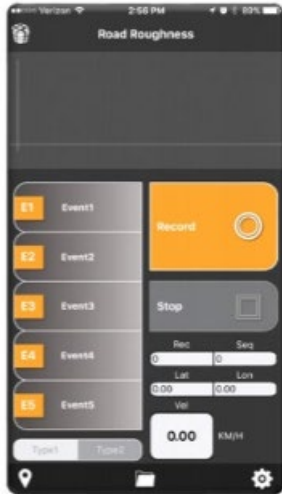 Verizon 2:56 PM 89%
Road Roughness
E1 Event1
E2 Event2
E3 Event3
E4 Event4
E5 Event5
Type1 Type2
Record
Stop
Rec Seq
0 0
Lat Lon
0.00 0.00
Vel
0.00 KM/H